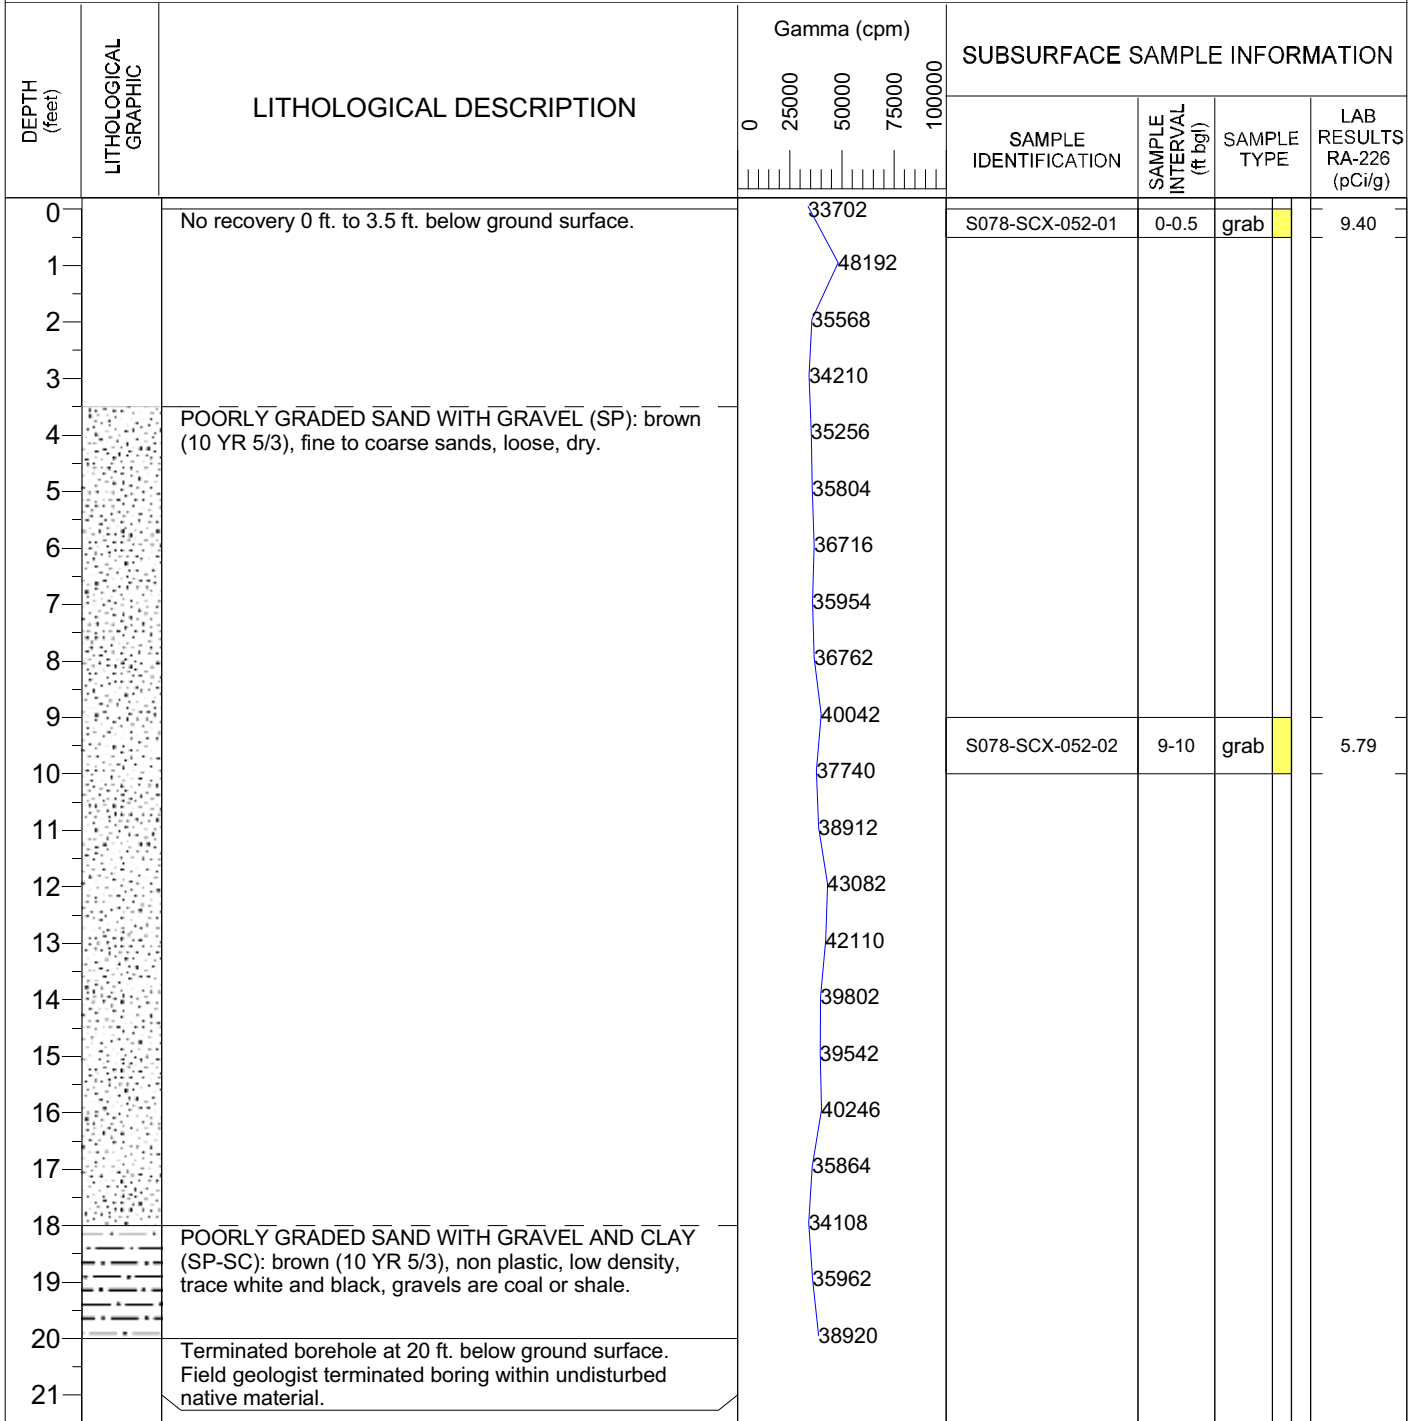 DEPTH
(feet)
LITHOLOGICAL
GRAPHIC
LITHOLOGICAL DESCRIPTION
Gamma (cpm)
0
25000
50000
75000
100000
SUBSURFACE SAMPLE INFORMATION
SAMPLE
IDENTIFICATION
SAMPLE
INTERVAL
(ft bgl)
SAMPLE
TYPE
LAB
RESULTS
RA-226
(pCi/g)
0
No recovery 0 ft. to 3.5 ft. below ground surface.
33702
S078-SCX-052-01 0-0.5 grab 9.40
1
48192
2
35568
3
34210
POORLY GRADED SAND WITH GRAVEL (SP): brown
(10 YR 5/3), fine to coarse sands, loose, dry.
4
35256
5
35804
6
36716
7
35954
8
36762
9
40042
S078-SCX-052-02 9-10 grab 5.79
10
37740
11
38912
12
43082
13
42110
14
39802
15
39542
16
40246
17
35864
18
34108
POORLY GRADED SAND WITH GRAVEL AND CLAY
(SP-SC): brown (10 YR 5/3), non plastic, low density,
trace white and black, gravels are coal or shale.
19
35962
20
38920
Terminated borehole at 20 ft. below ground surface.
Field geologist terminated boring within undisturbed
native material.
21